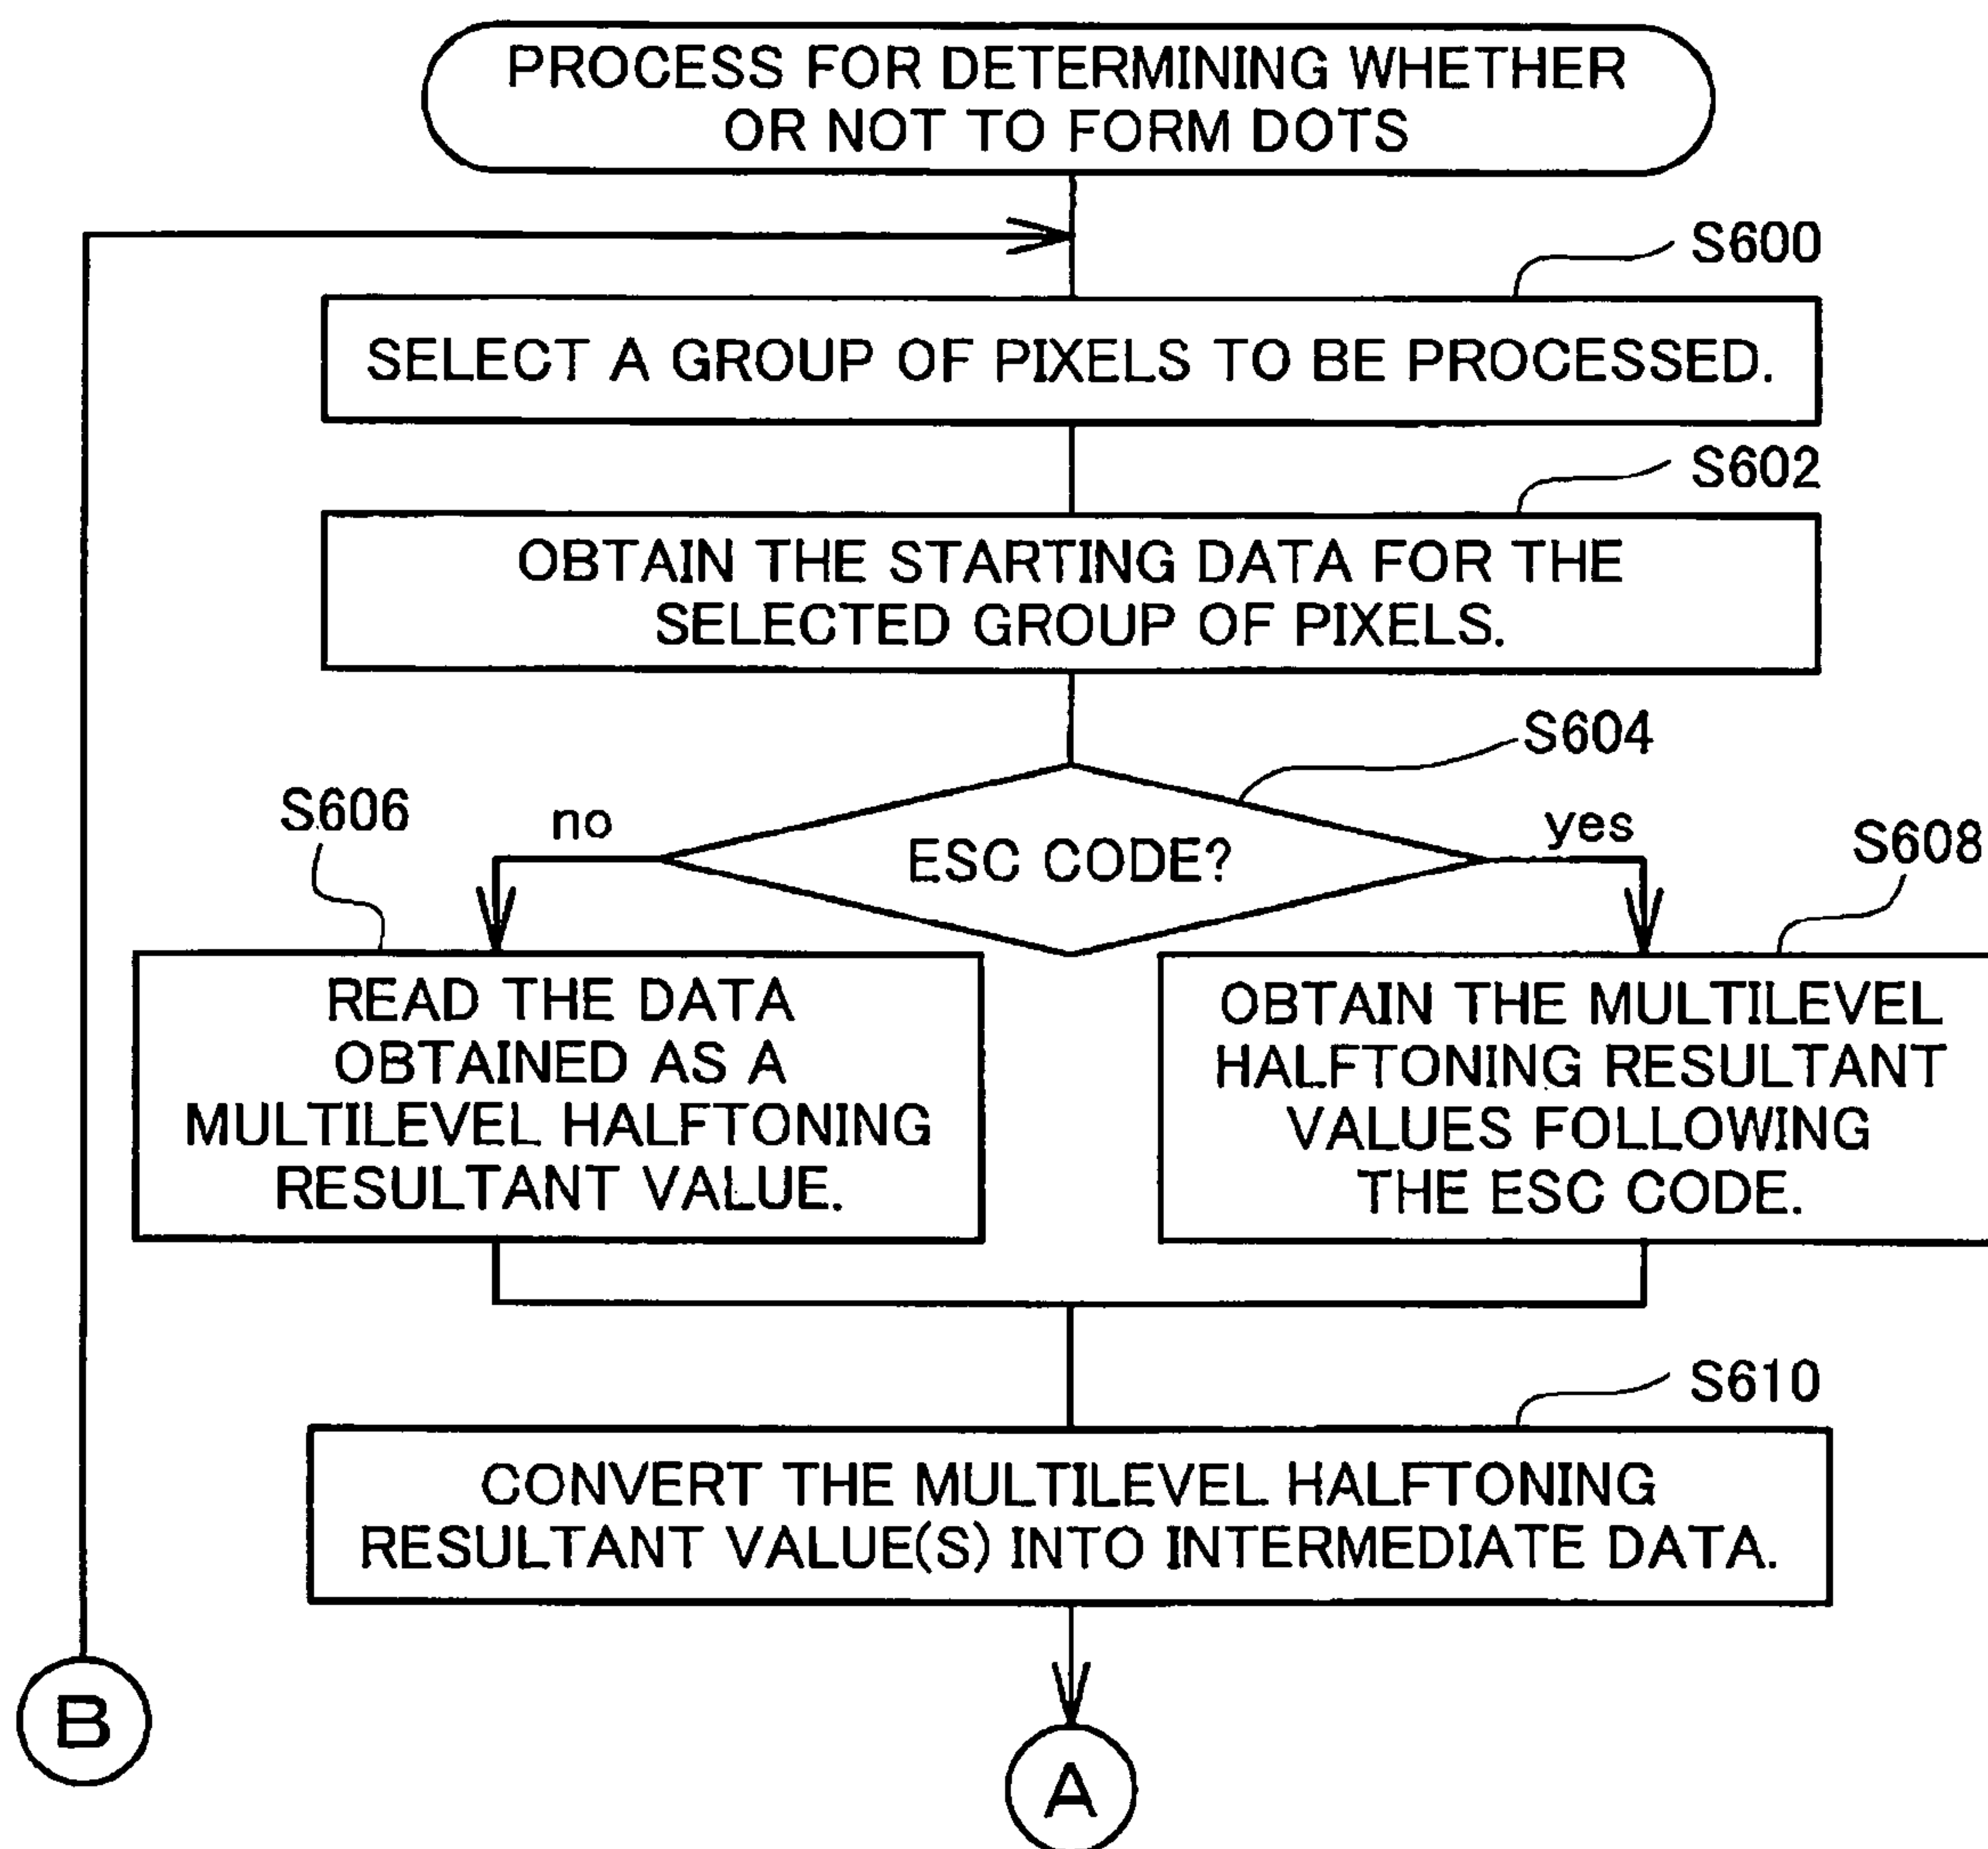 PROCESS FOR DETERMINING WHETHER
OR NOT TO FORM DOTS
S600
SELECT A GROUP OF PIXELS TO BE PROCESSED.
S602
OBTAIN THE STARTING DATA FOR THE
SELECTED GROUP OF PIXELS.
S604
ESC CODE?
no
yes
S606
READ THE DATA
OBTAINED AS A
MULTILEVEL HALFTONING
RESULTANT VALUE.
S608
OBTAIN THE MULTILEVEL
HALFTONING RESULTANT
VALUES FOLLOWING
THE ESC CODE.
S610
CONVERT THE MULTILEVEL HALFTONING
RESULTANT VALUE(S) INTO INTERMEDIATE DATA.
B
A